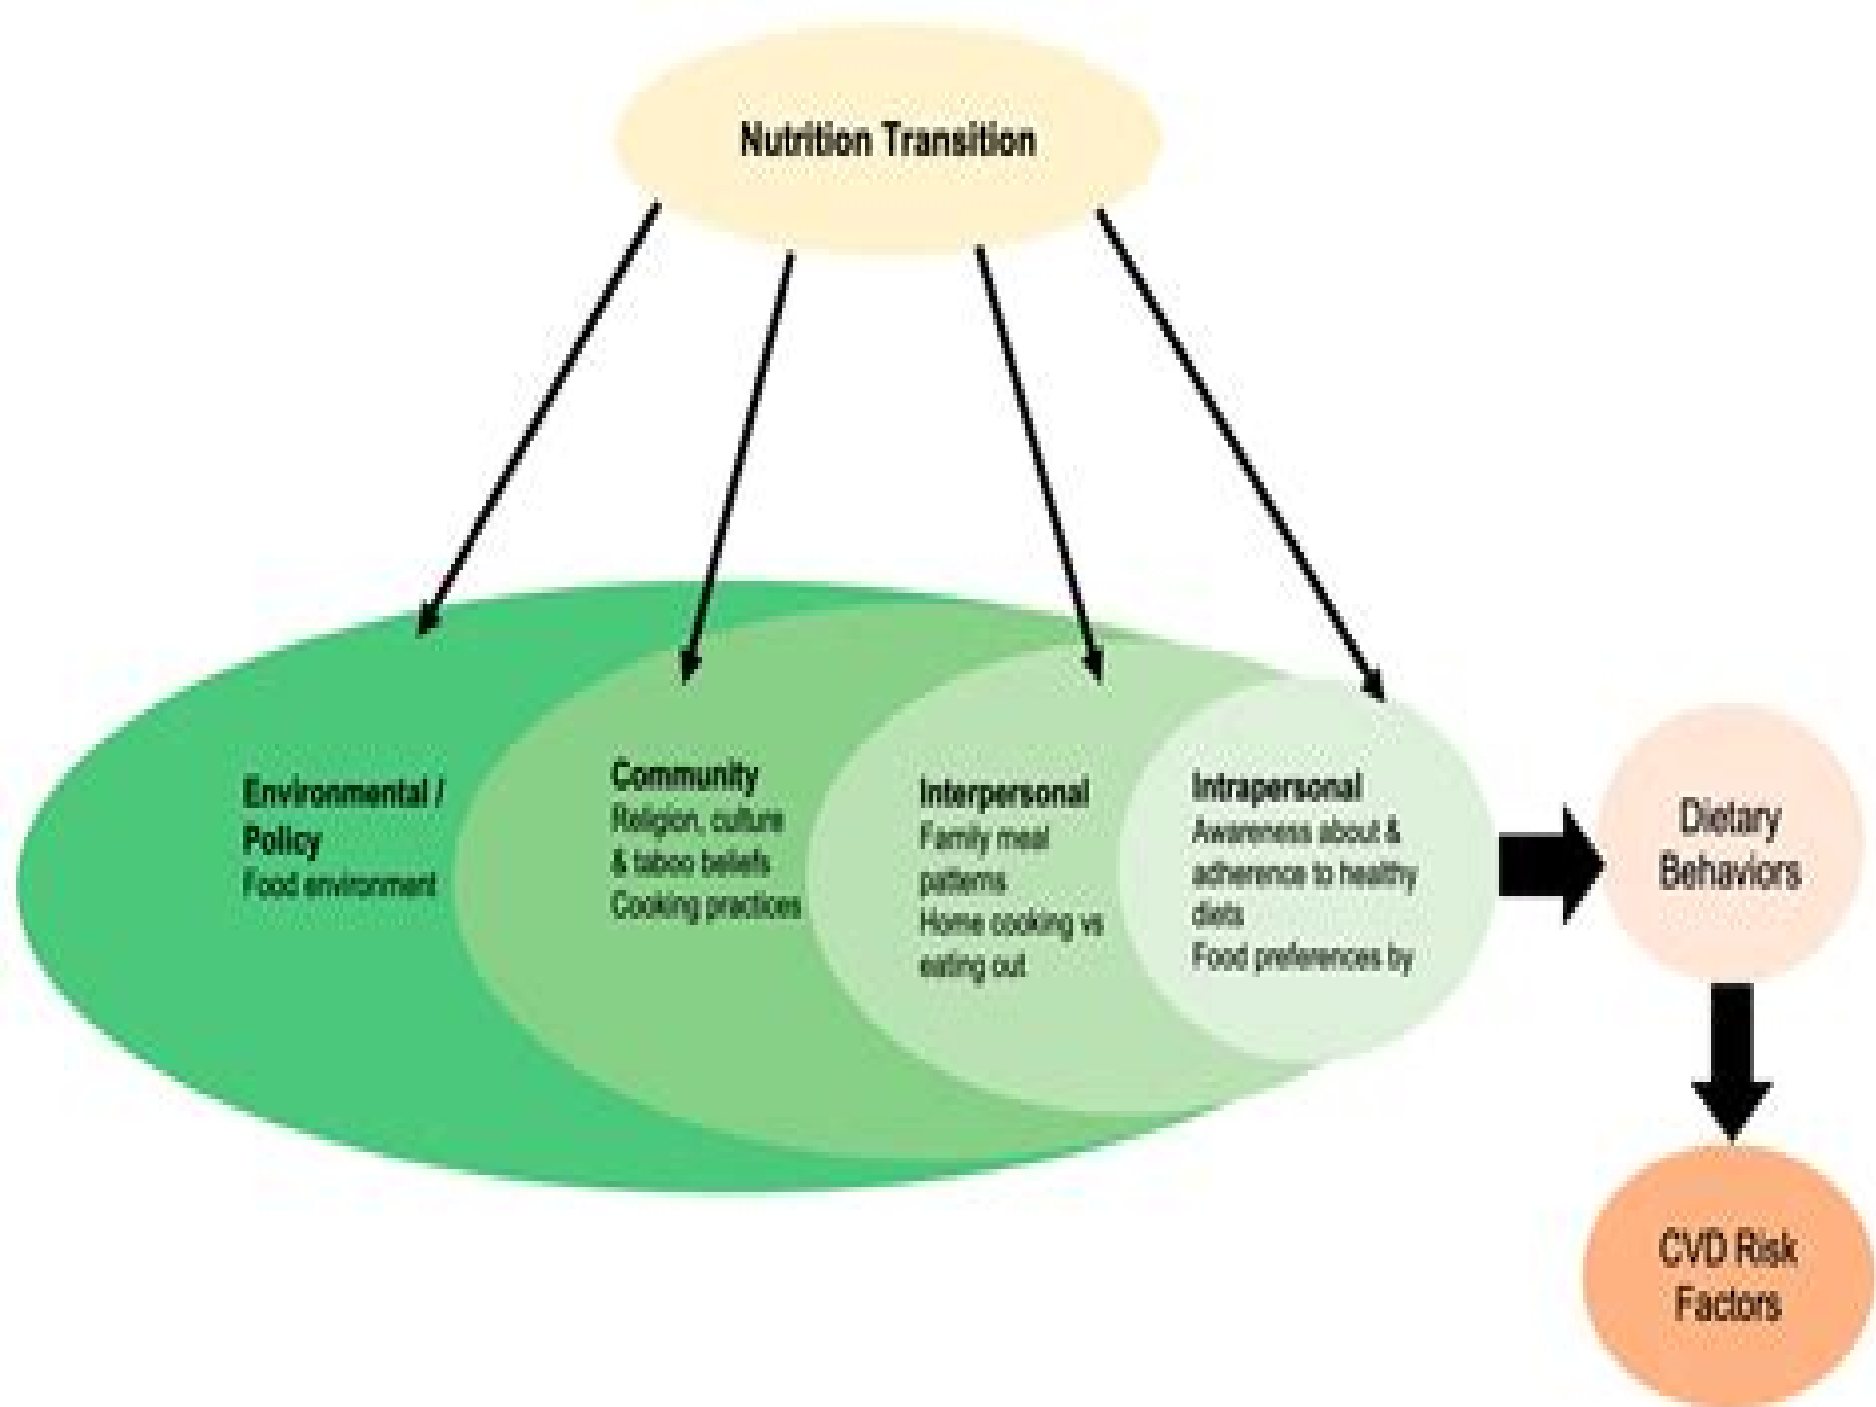 Nutrition Transition
Environmental /
Policy
Food environment
Community
Religion, culture
& taboo beliefs
Cooking practices
Interpersonal
Family meal
patterns
Home cooking vs
eating out
Intrapersonal
Awareness about &
adherence to healthy
diets
Food preferences by
Dietary
Behaviors
CVD Risk
Factors